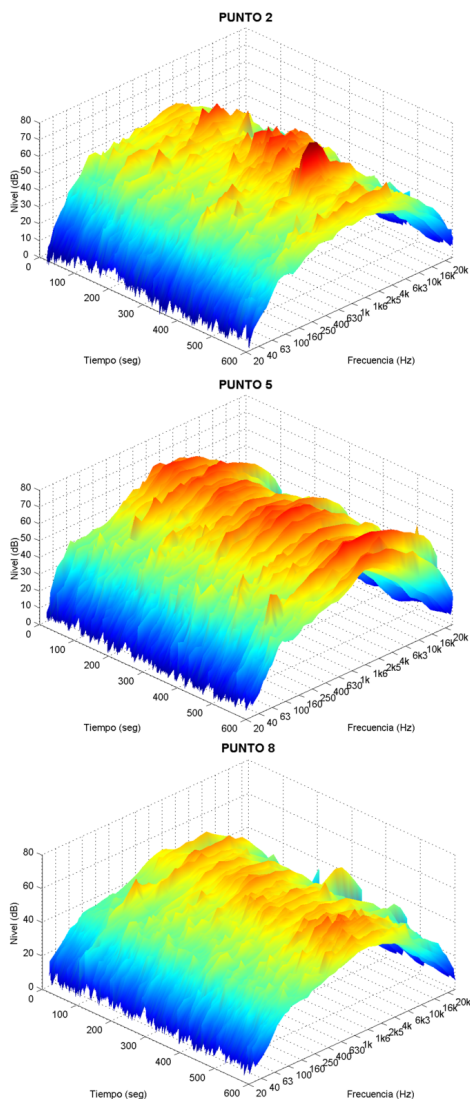 PUNTO 2
80
70
60
50
40
30
20
10
0
Nivel (dB)
0
100
200
300
400
500
600
Tiempo (seg)
20
40
63
100
160
250
400
630
1k
1k6
2k5
4k
6k3
10k
16k
20k
Frecuencia (Hz)
PUNTO 5
80
70
60
50
40
30
20
10
0
Nivel (dB)
0
100
200
300
400
500
600
Tiempo (seg)
20
40
63
100
160
250
400
630
1k
1k6
2k5
4k
6k3
10k
16k
20k
Frecuencia (Hz)
PUNTO 8
80
60
40
20
0
Nivel (dB)
0
100
200
300
400
500
600
Tiempo (seg)
20
40
63
100
160
250
400
630
1k
1k6
2k5
4k
6k3
10k
16k
20k
Frecuencia (Hz)